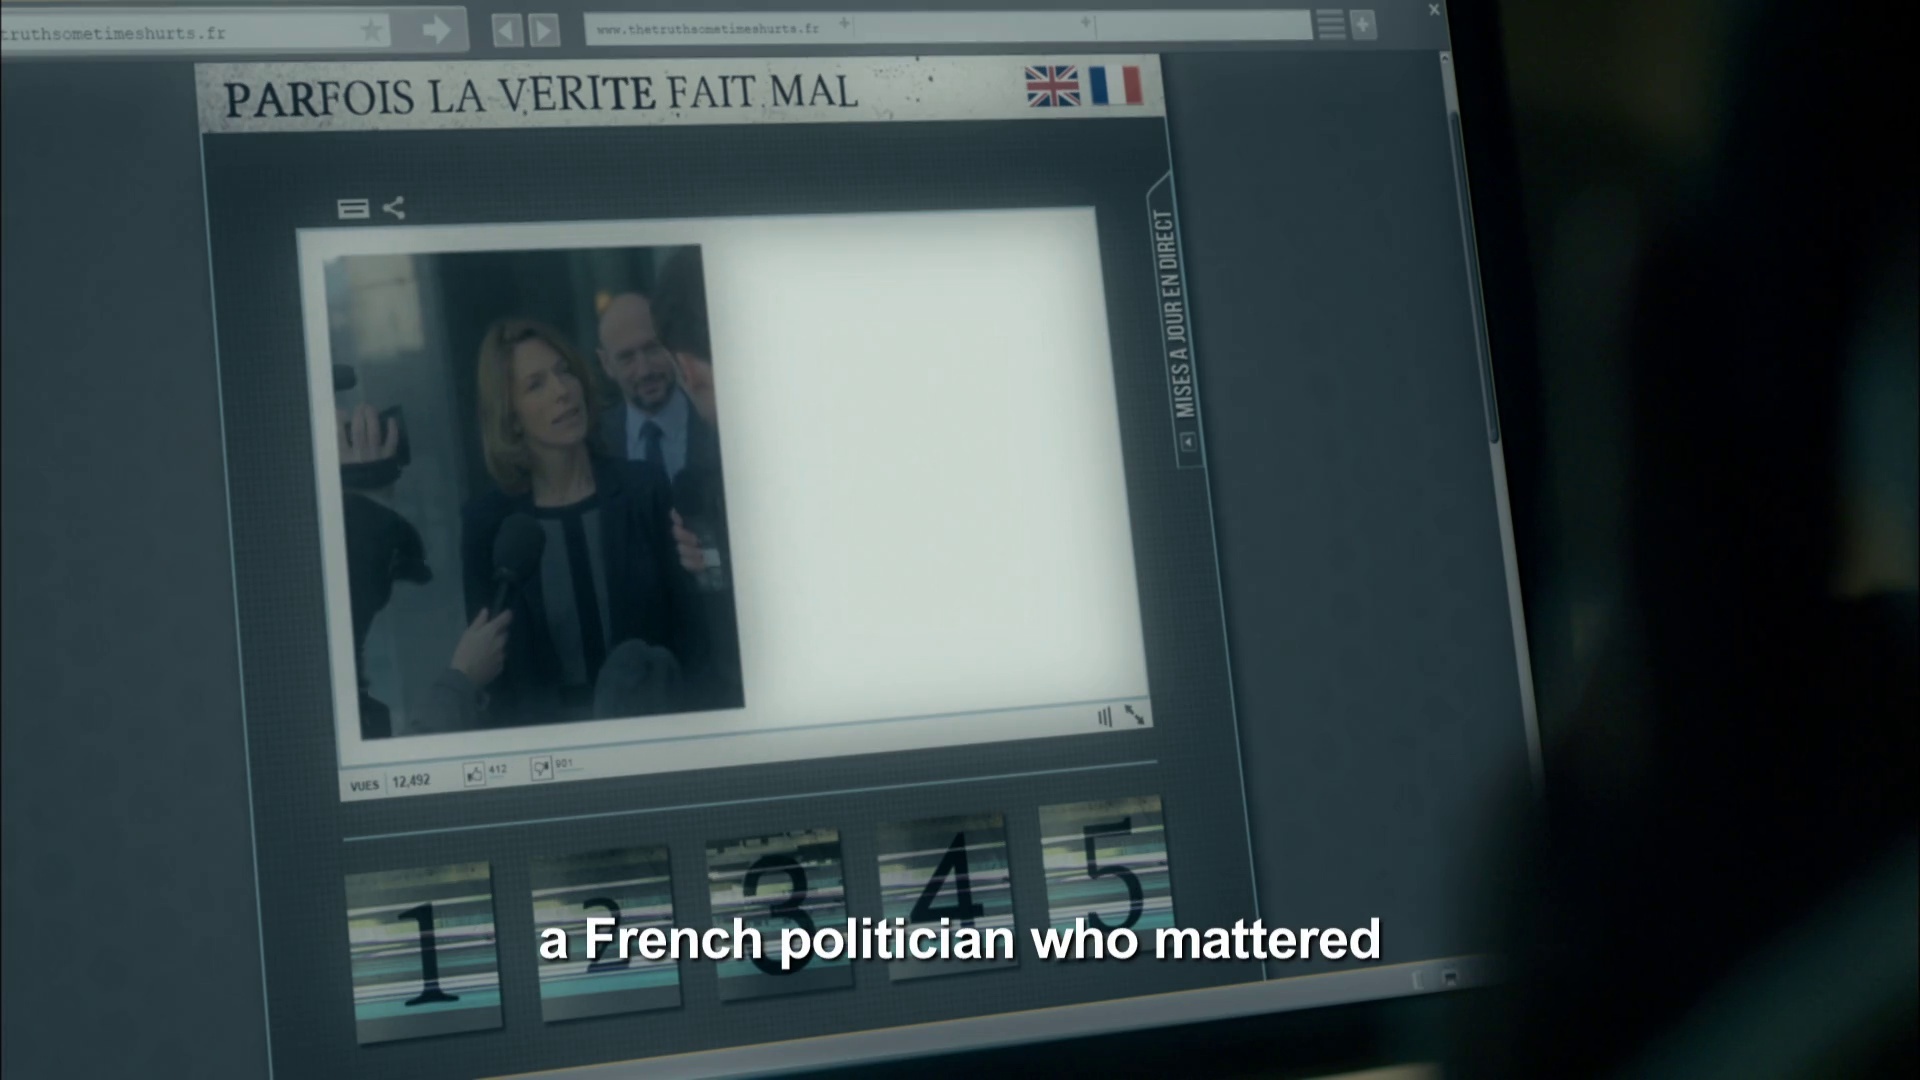 truthsometimeshurts.fr
www.thetruthsometimeshurts.fr
PARFOIS LA VERITE FAIT MAL
MISES A JOUR EN DIRECT
VUES 12,492 412 901
1 2 3 4 5
a French politician who mattered